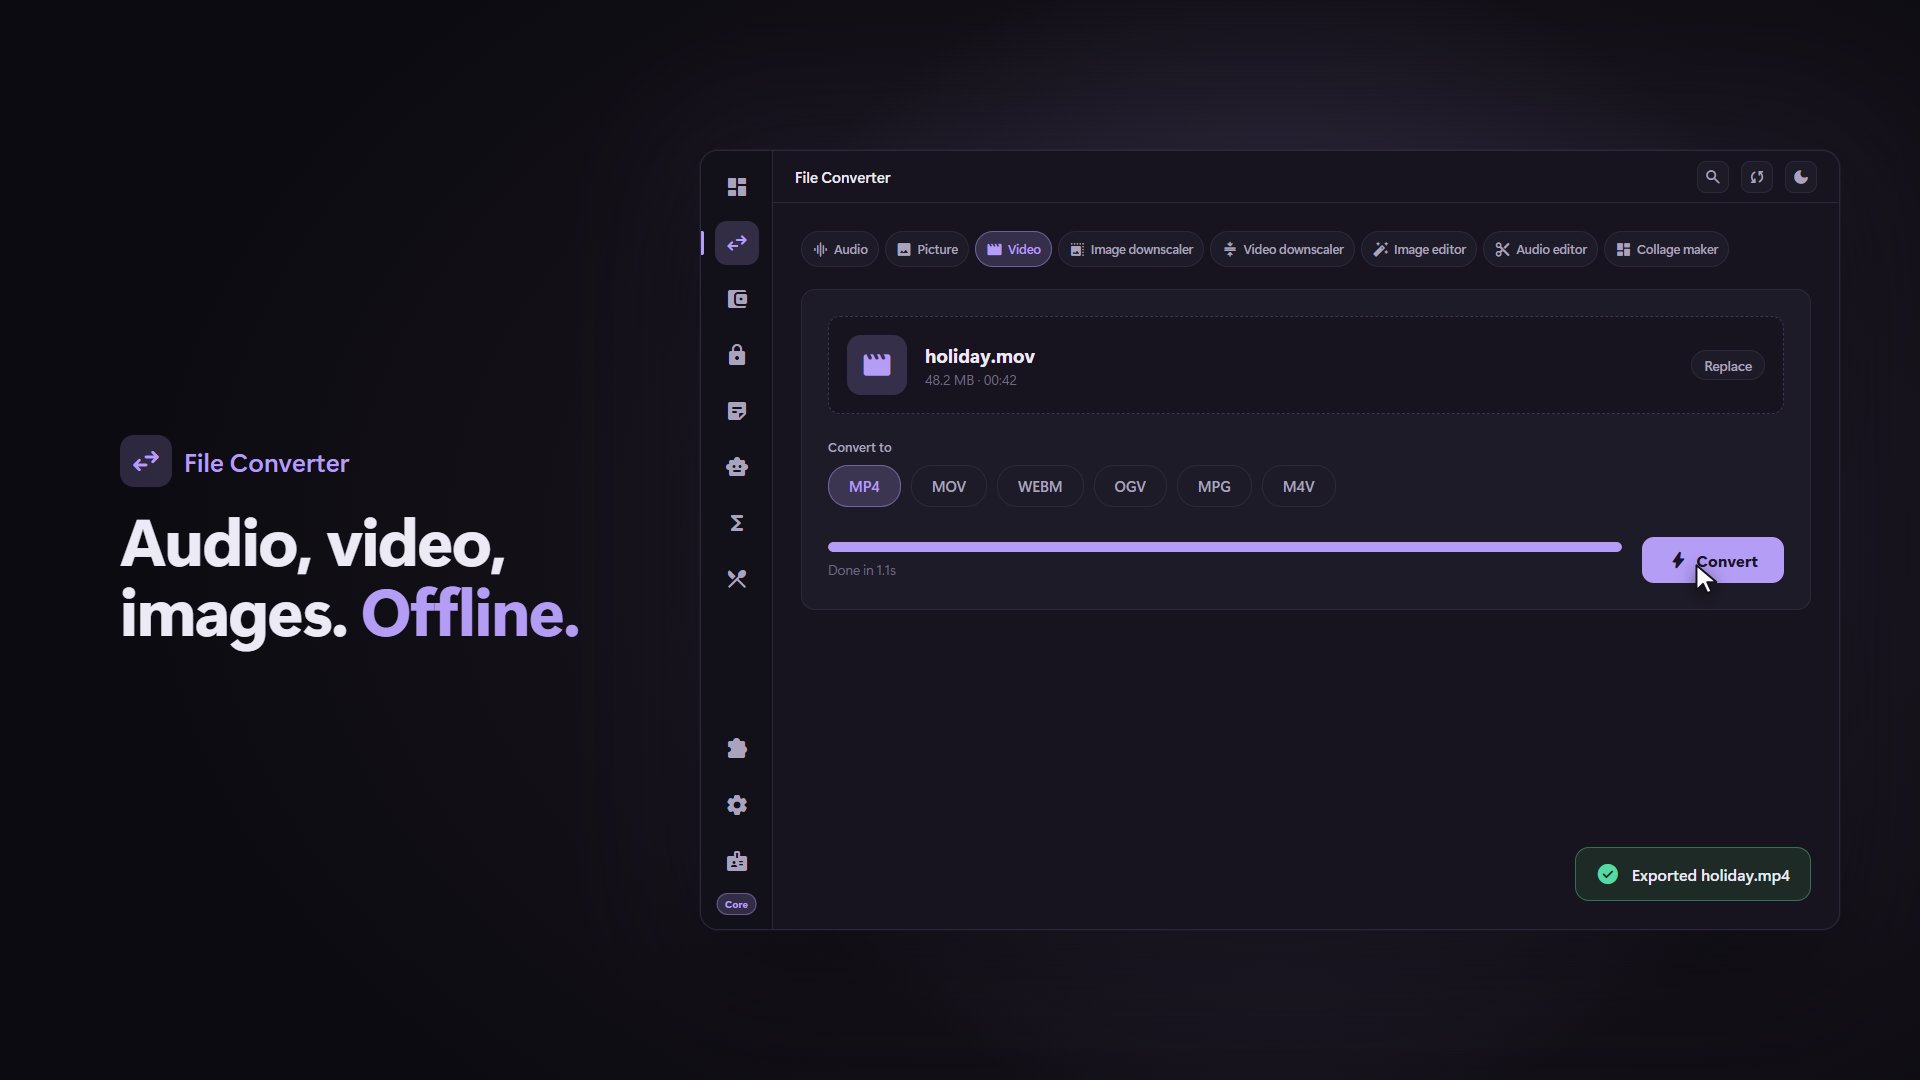 File Converter
Audio, video,
images. Offline.
File Converter
Audio
Picture
Video
Image downscaler
Video downscaler
Image editor
Audio editor
Collage maker
holiday.mov
48.2 MB · 00:42
Replace
Convert to
MP4
MOV
WEBM
OGV
MPG
M4V
Done in 1.1s
Convert
Exported holiday.mp4
Core